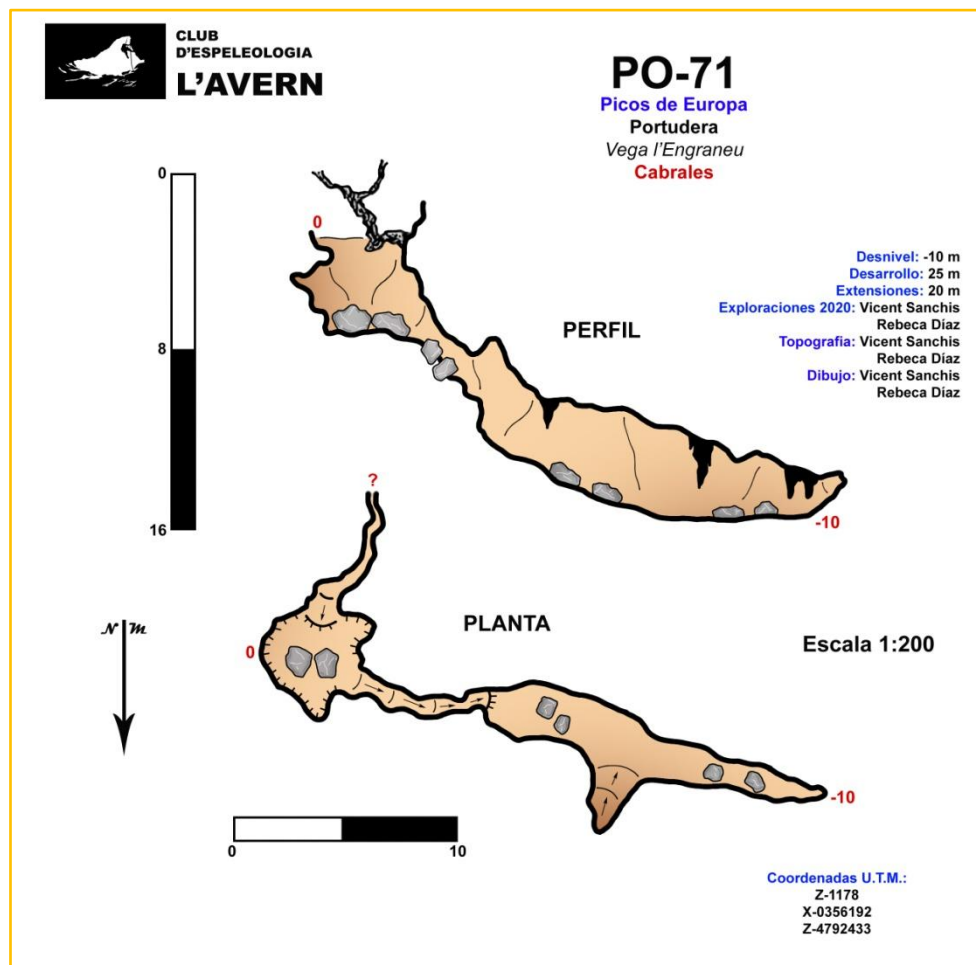 CLUB
D'ESPELEOLOGIA
L'AVERN
PO-71
Picos de Europa
Portudera
Vega l'Engraneu
Cabrales
0
8
16
0
PERFIL
-10
Desnivel: -10 m
Desarrollo: 25 m
Extensiones: 20 m
Exploraciones 2020: Vicent Sanchis
Rebeca Díaz
Topografia: Vicent Sanchis
Rebeca Díaz
Dibujo: Vicent Sanchis
Rebeca Díaz
?
N m
0
PLANTA
Escala 1:200
-10
0
10
Coordenadas U.T.M.:
Z-1178
X-0356192
Z-4792433